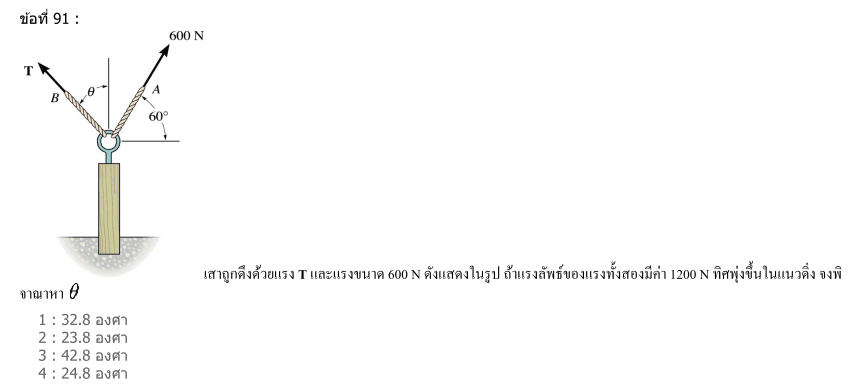 ข้อที่ 91 :
600 N
T
θ
A
B
60°
เสาถูกดึงด้วยแรง T และแรงขนาด 600 N ดังแสดงในรูป ถ้าแรงลัพธ์ของแรงทั้งสองมีค่า 1200 N ทิศพุ่งขึ้นในแนวดิ่ง จงพิ
จาณาหา θ
1 : 32.8 องศา
2 : 23.8 องศา
3 : 42.8 องศา
4 : 24.8 องศา